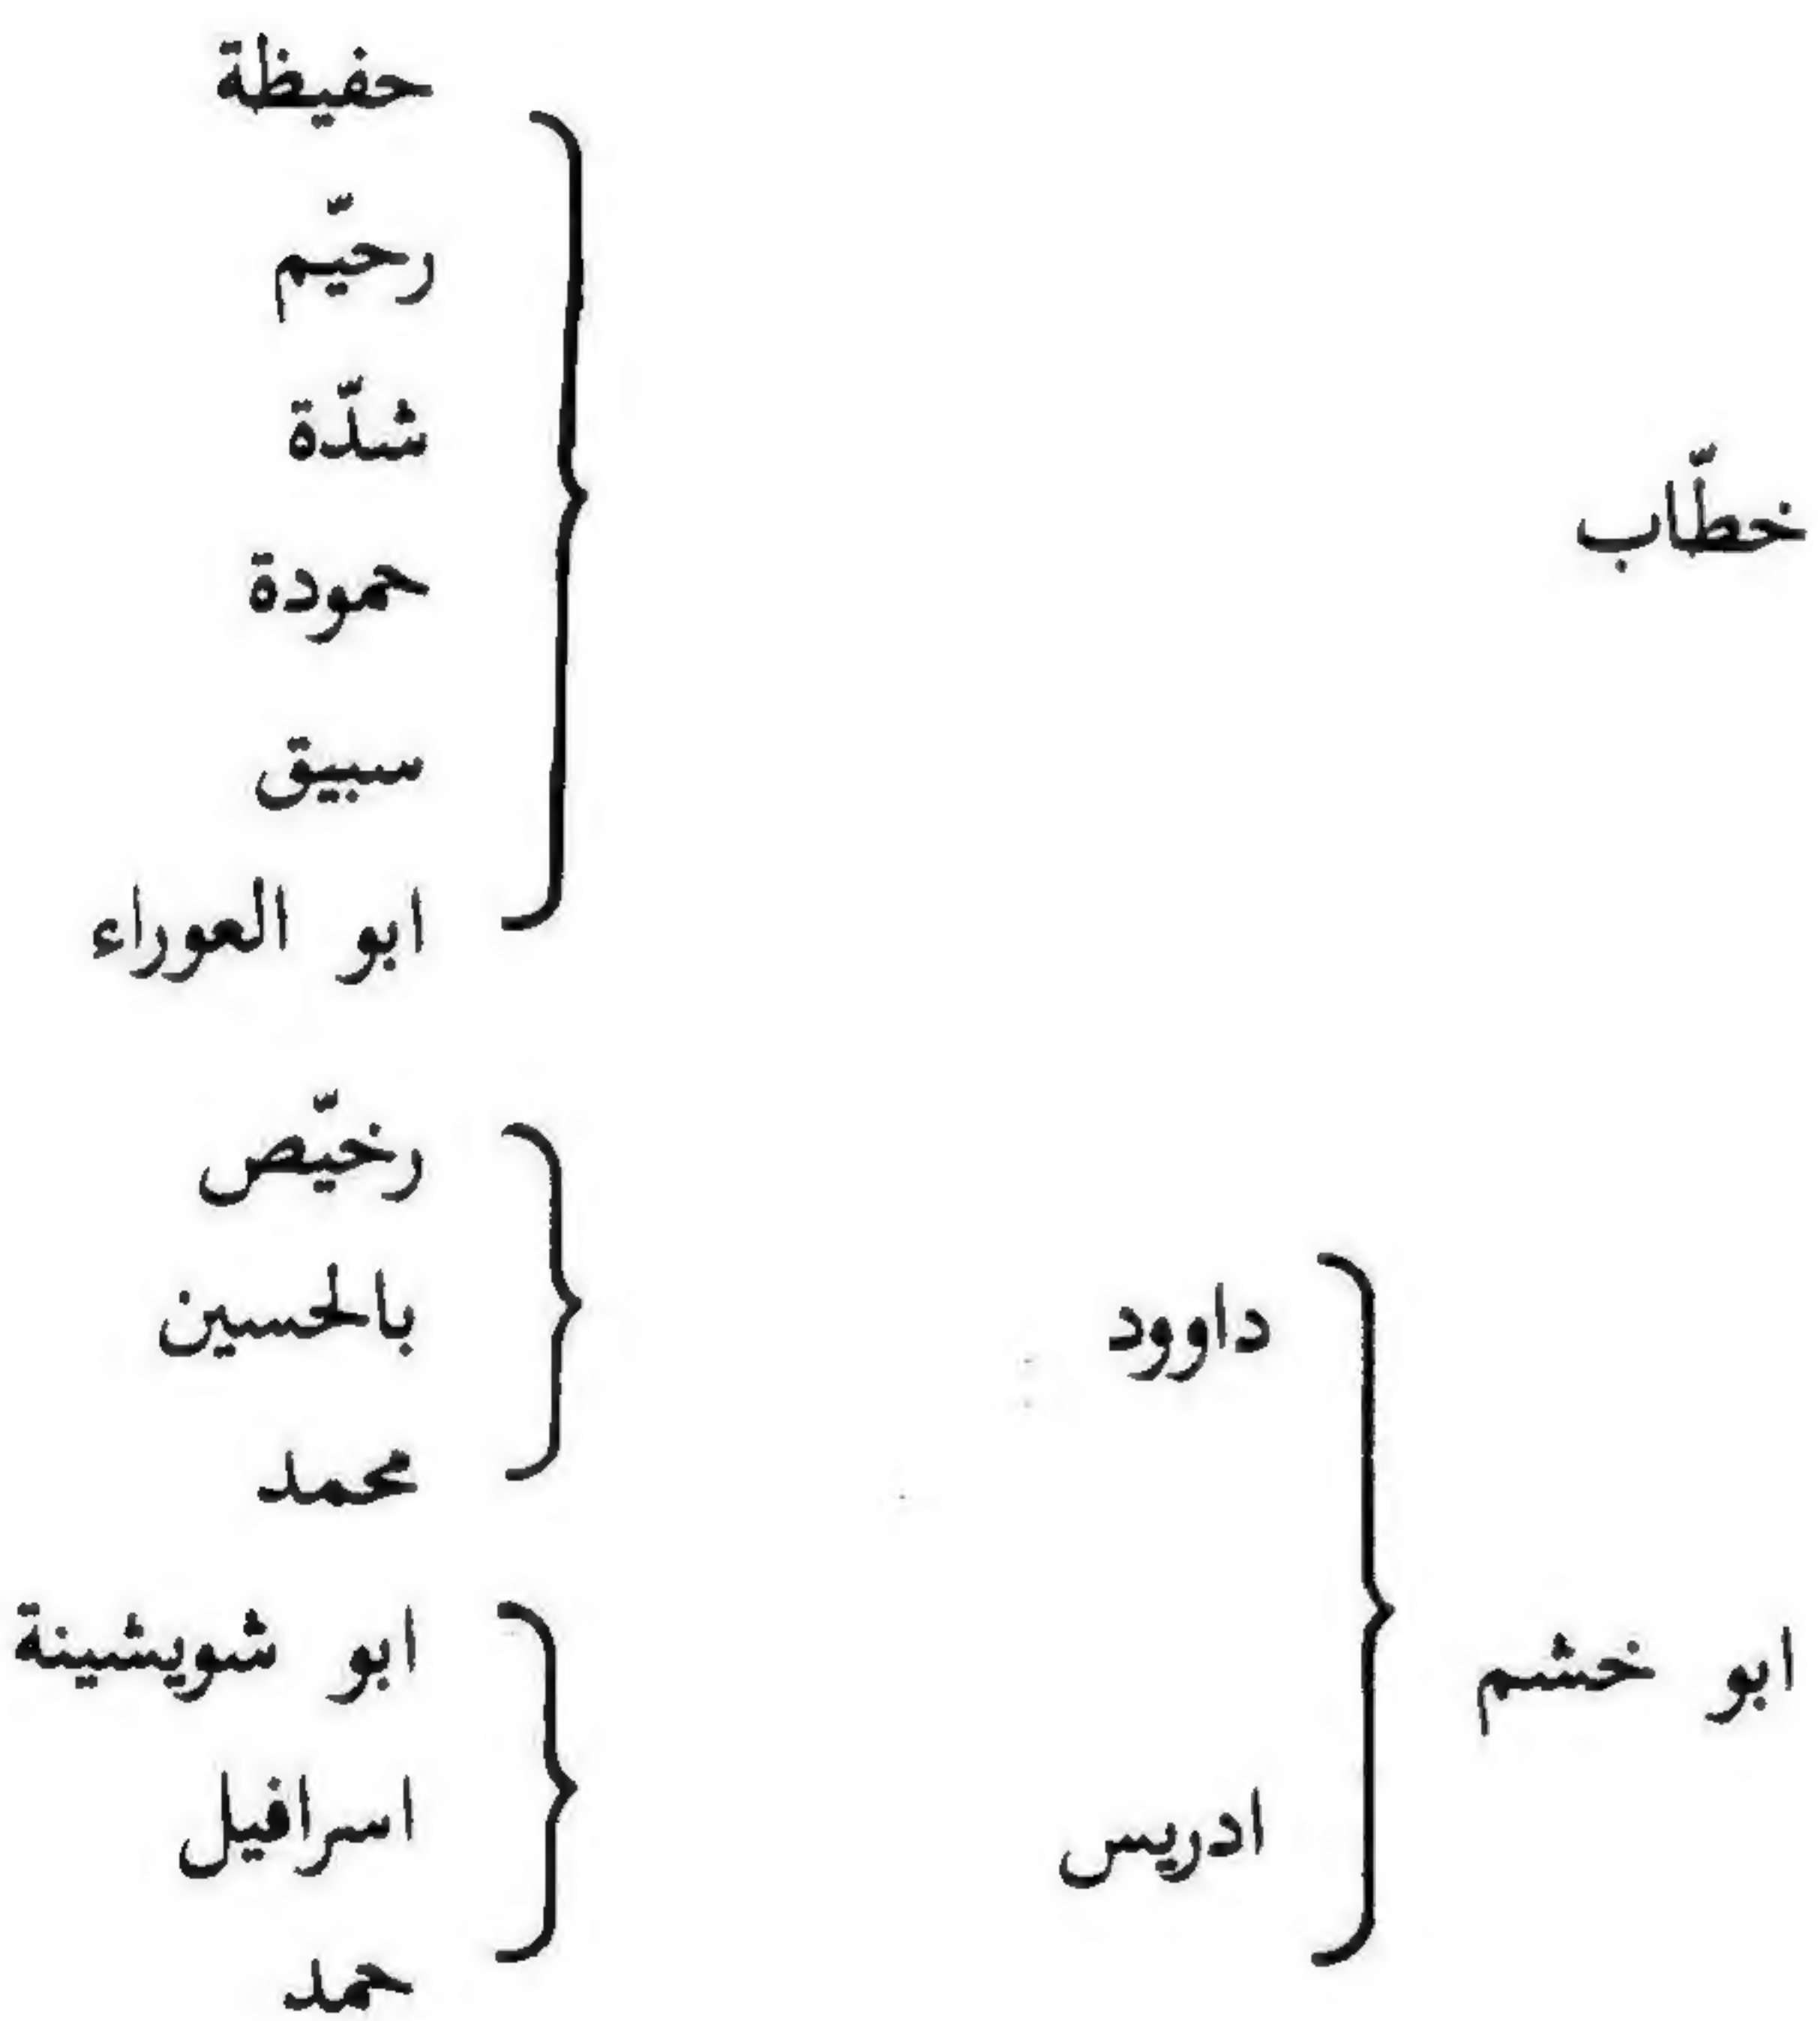 خطّاب
حفيظة
رحيّم
شدّة
حمودة
سبيق
ابو العوراء
ابو خشم
داوود
رخيّص
بالحسين
محمد
ادريس
ابو شويشينة
اسرافيل
حمد